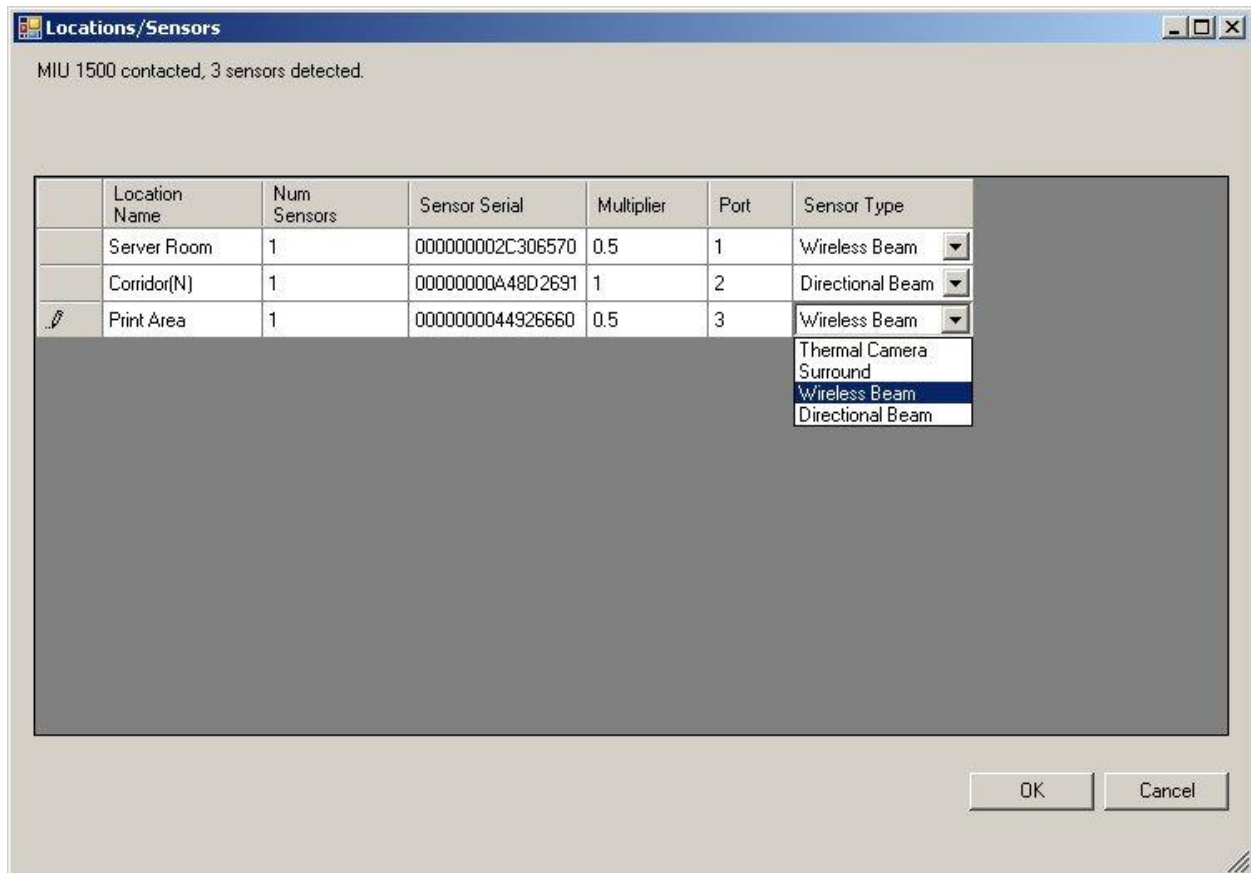 Locations/Sensors
MIU 1500 contacted, 3 sensors detected.
Location Name Num Sensors Sensor Serial Multiplier Port Sensor Type
Server Room 1 000000002C306570 0.5 1 Wireless Beam
Corridor(N) 1 00000000A48D2691 1 2 Directional Beam
Print Area 1 0000000044926660 0.5 3 Wireless Beam
Thermal Camera
Surround
Wireless Beam
Directional Beam
OK Cancel